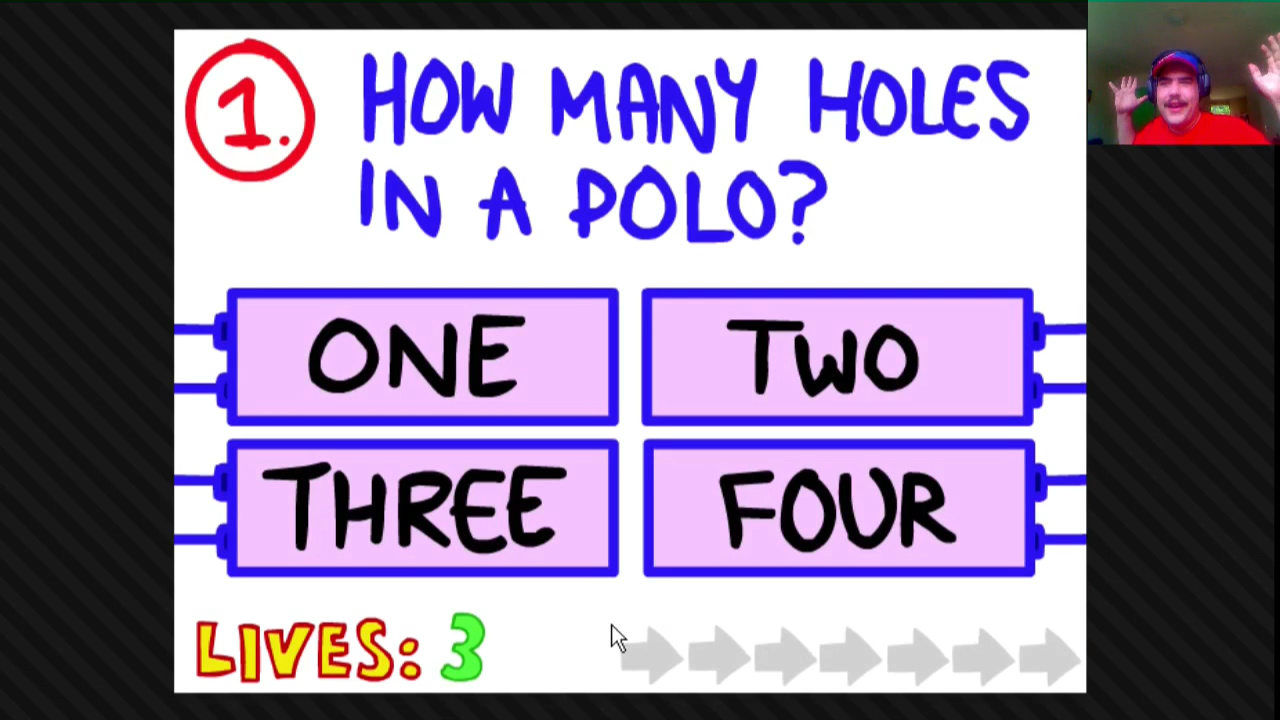 1. HOW MANY HOLES
IN A POLO?
ONE
TWO
THREE
FOUR
LIVES: 3